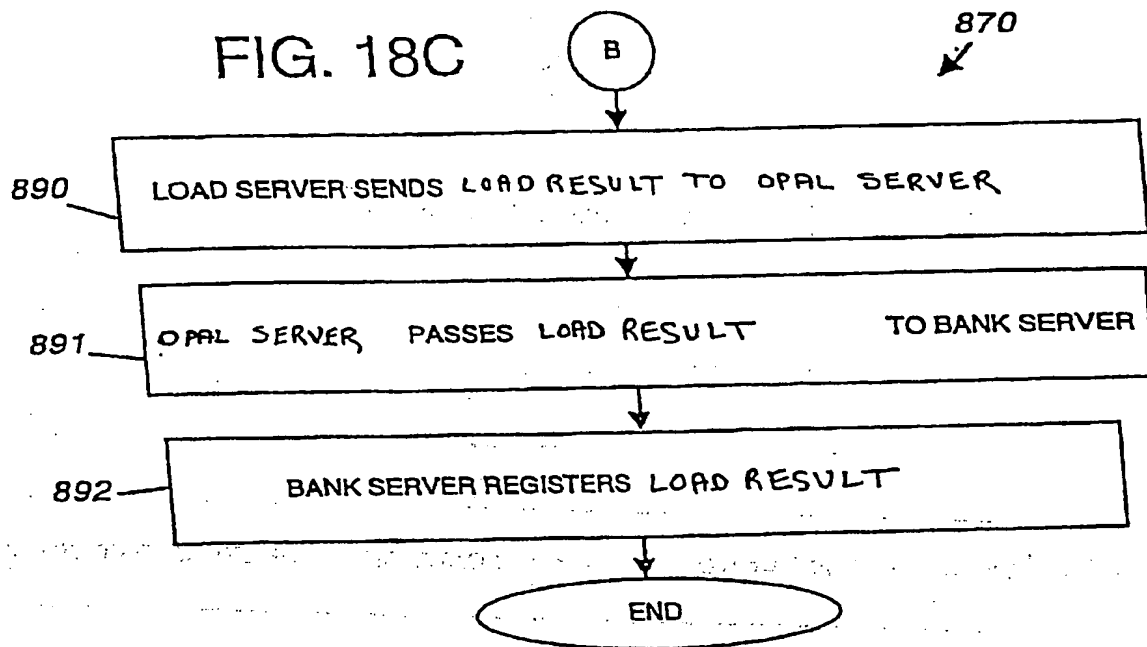 FIG. 18C
B
870
890
LOAD SERVER SENDS LOAD RESULT TO OPAL SERVER
891
OPAL SERVER PASSES LOAD RESULT TO BANK SERVER
892
BANK SERVER REGISTERS LOAD RESULT
END